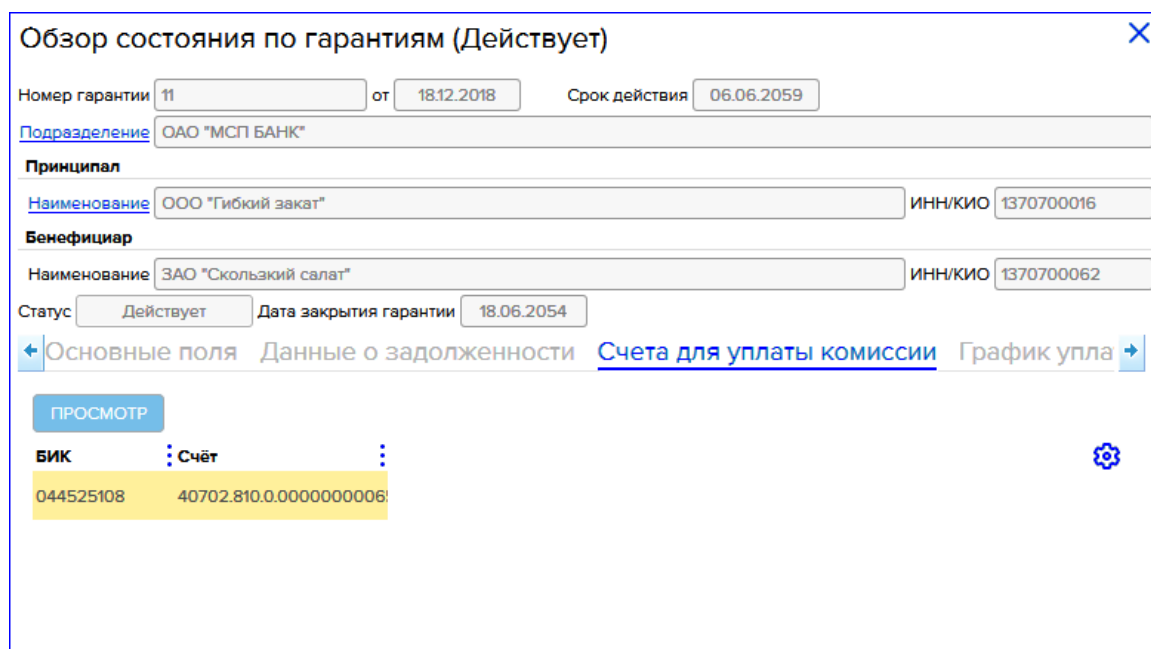 Обзор состояния по гарантиям (Действует)
Номер гарантии 11 от 18.12.2018 Срок действия 06.06.2059
Подразделение ОАО "МСП БАНК"
Принципал
Наименование ООО "Гибкий закат" ИНН/КИО 1370700016
Бенефициар
Наименование ЗАО "Скользкий салат" ИНН/КИО 1370700062
Статус Действует Дата закрытия гарантии 18.06.2054
Основные поля Данные о задолженности Счета для уплаты комиссии График упла
ПРОСМОТР
БИК Счёт
044525108